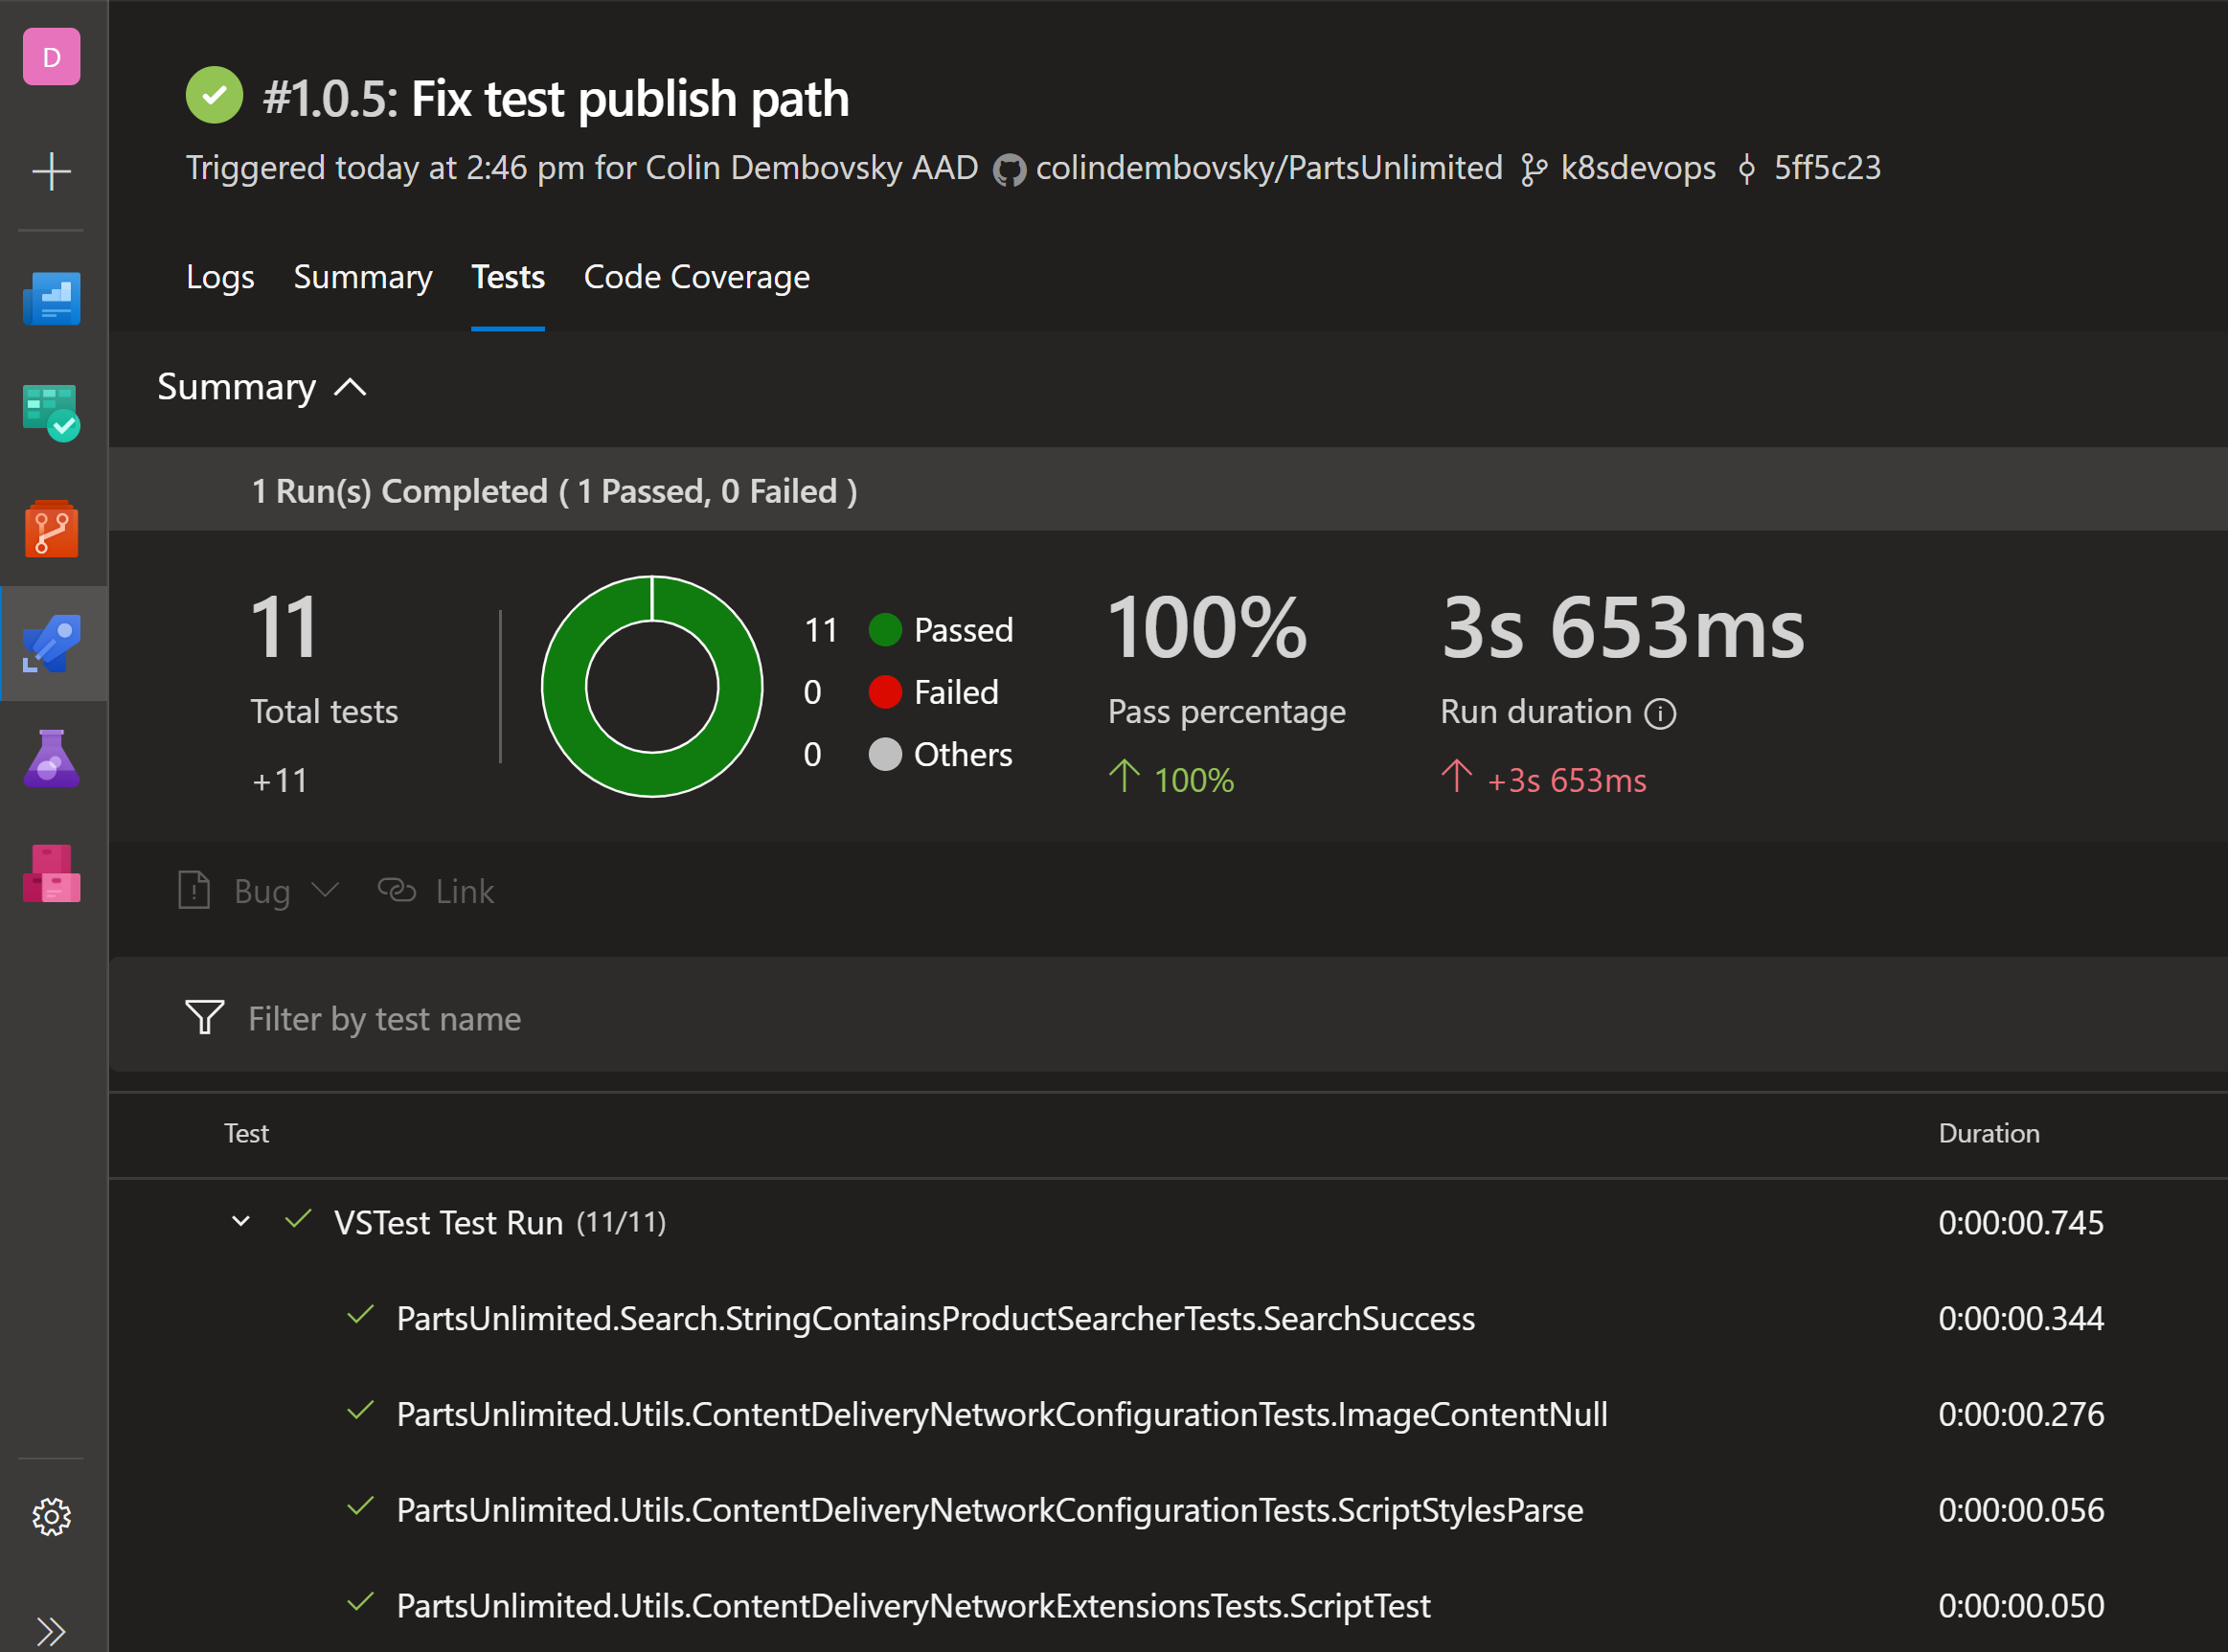 D
#1.0.5: Fix test publish path
Triggered today at 2:46 pm for Colin Dembovsky AAD colindembovsky/PartsUnlimited k8sdevops 5ff5c23
Logs Summary Tests Code Coverage
Summary
1 Run(s) Completed ( 1 Passed, 0 Failed )
11
Total tests
+11
11 Passed
0 Failed
0 Others
100%
Pass percentage
100%
3s 653ms
Run duration
+3s 653ms
Bug Link
Filter by test name
Test Duration
VSTest Test Run (11/11) 0:00:00.745
PartsUnlimited.Search.StringContainsProductSearcherTests.SearchSuccess 0:00:00.344
PartsUnlimited.Utils.ContentDeliveryNetworkConfigurationTests.ImageContentNull 0:00:00.276
PartsUnlimited.Utils.ContentDeliveryNetworkConfigurationTests.ScriptStylesParse 0:00:00.056
PartsUnlimited.Utils.ContentDeliveryNetworkExtensionsTests.ScriptTest 0:00:00.050